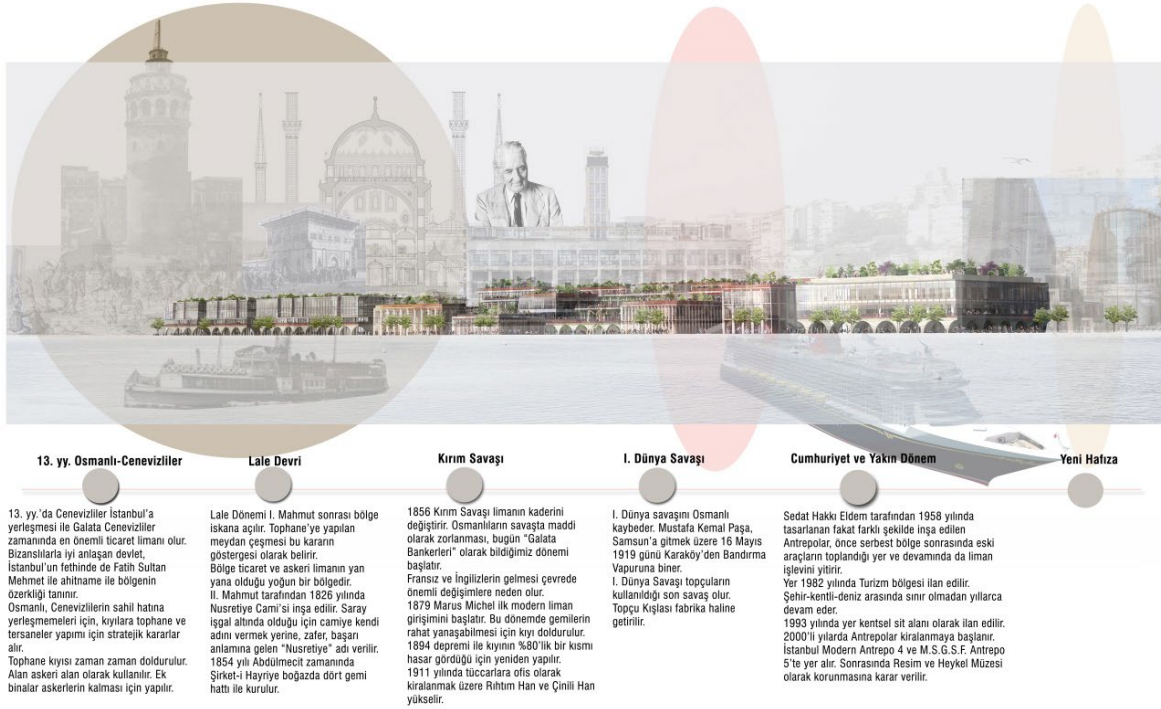 13. yy. Osmanlı-Cenevizliler
13. yy.'da Cenevizliler İstanbul'a
yerleşmesi ile Galata Cenevizliler
zamanında en önemli ticaret limanı olur.
Bizanslılarla iyi anlaşan devlet,
İstanbul'un fethinde de Fatih Sultan
Mehmet ile ahitname ile bölgenin
özerkliği tanınır.
Osmanlı, Cenevizlilerin sahil hatına
yerleşmemeleri için, kıyılara tophane ve
tersaneler yapımı için stratejik kararlar
alır.
Tophane kıyısı zaman zaman doldurulur.
Alan askeri alan olarak kullanılır. Ek
binalar askerlerin kalması için yapılır.
Lale Devri
Lale Dönemi I. Mahmut sonrası bölge
iskana açılır. Tophane'ye yapılan
meydan çeşmesi bu kararın
göstergesi olarak belirir.
Bölge ticaret ve askeri limanın yan
yana olduğu yoğun bir bölgedir.
II. Mahmut tarafından 1826 yılında
Nusretiye Cami'si inşa edilir. Saray
işgal altında olduğu için camiye kendi
adını vermek yerine, zafer, başarı
anlamına gelen "Nusretiye" adı verilir.
1854 yılı Abdülmecit zamanında
Şirket-i Hayriye boğazda dört gemi
hattı ile kurulur.
Kırım Savaşı
1856 Kırım Savaşı limanın kaderini
değiştirir. Osmanlıların savaşta maddi
olarak zorlanması, bugün "Galata
Bankerleri" olarak bildiğimiz dönemi
başlatır.
Fransız ve İngilizlerin gelmesi çevrede
önemli değişimlere neden olur.
1879 Marus Michel ilk modern liman
girişimini başlatır. Bu dönemde gemilerin
rahat yanaşabilmesi için kıyı doldurulur.
1894 depremi ile kıyının %80'lik bir kısmı
hasar gördüğü için yeniden yapılır.
1911 yılında tüccarlara ofis olarak
kiralanmak üzere Rıhtım Han ve Çinili Han
yükselir.
I. Dünya Savaşı
I. Dünya savaşını Osmanlı
kaybeder. Mustafa Kemal Paşa,
Samsun'a gitmek üzere 16 Mayıs
1919 günü Karaköy'den Bandırma
Vapuruna biner.
I. Dünya Savaşı topçuların
kullanıldığı son savaş olur.
Topçu Kışlası fabrika haline
getirilir.
Cumhuriyet ve Yakın Dönem
Sedat Hakkı Eldem tarafından 1958 yılında
tasarlanan fakat farklı şekilde inşa edilen
Antrepolar, önce serbest bölge sonrasında eski
araçların toplandığı yer ve devamında da liman
işlevini yitirir.
Yer 1982 yılında Turizm bölgesi ilan edilir.
Şehir-kentli-deniz arasında sınır olmadan yıllarca
devam eder.
1993 yılında yer kentsel sit alanı olarak ilan edilir.
2000'li yılarda Antrepolar kiralanmaya başlanır.
İstanbul Modern Antrepo 4 ve M.S.G.S.F. Antrepo
5'te yer alır. Sonrasında Resim ve Heykel Müzesi
olarak korunmasına karar verilir.
Yeni Hafıza